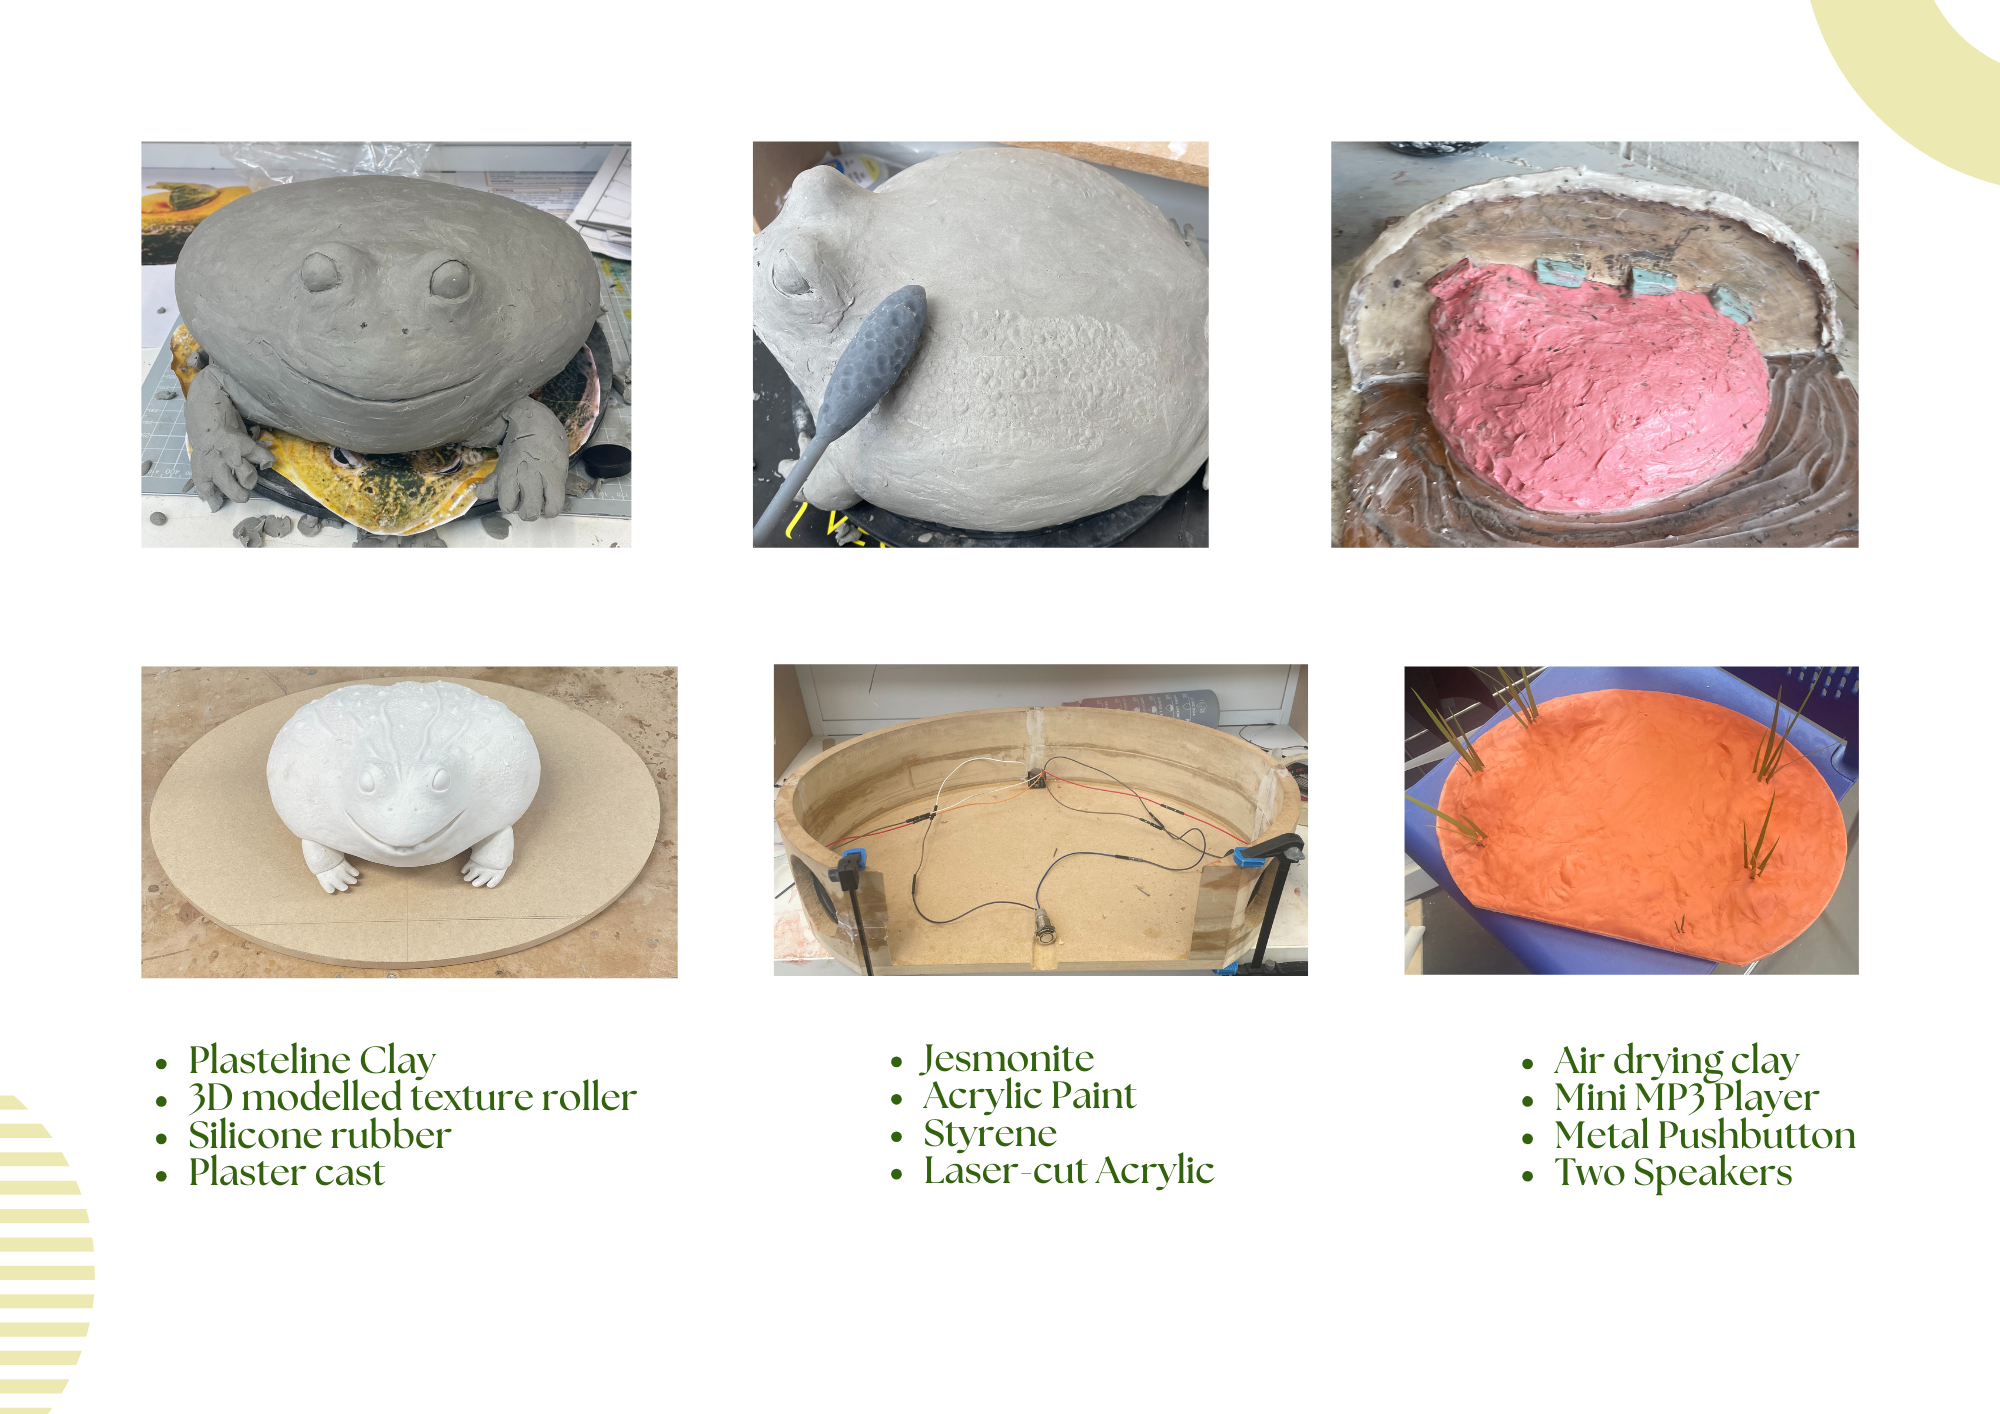 Plasteline Clay
3D modelled texture roller
Silicone rubber
Plaster cast
Jesmonite
Acrylic Paint
Styrene
Laser-cut Acrylic
Air drying clay
Mini MP3 Player
Metal Pushbutton
Two Speakers